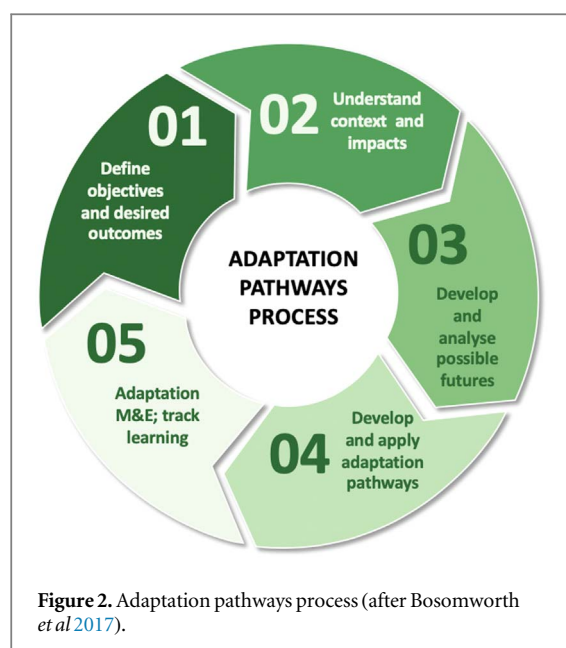 01
Define
objectives
and desired
outcomes
02
Understand
context and
impacts
03
Develop
and
analyse
possible
futures
04
Develop
and apply
adaptation
pathways
05
Adaptation
M&E; track
learning
ADAPTATION
PATHWAYS
PROCESS
Figure 2. Adaptation pathways process (after Bosomworth
et al 2017).